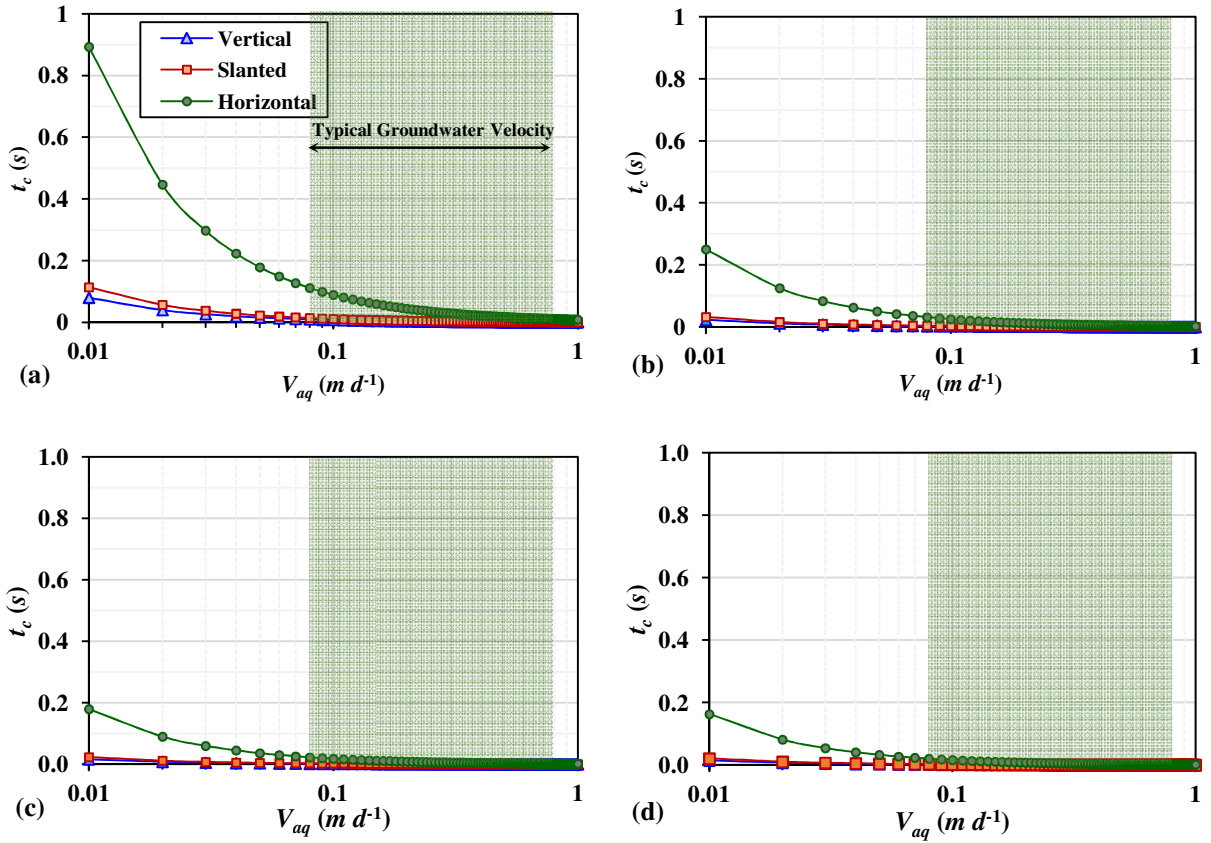 1
0.8
0.6
0.4
0.2
0
t_c (s)
Vertical
Slanted
Horizontal
Typical Groundwater Velocity
0.01
0.1
1
V_aq (m d⁻¹)
(a)
1
0.8
0.6
0.4
0.2
0
t_c (s)
0.01
0.1
1
V_aq (m d⁻¹)
(b)
1.0
0.8
0.6
0.4
0.2
0.0
t_c (s)
0.01
0.1
1
V_aq (m d⁻¹)
(c)
1.0
0.8
0.6
0.4
0.2
0.0
t_c (s)
0.01
0.1
1
V_aq (m d⁻¹)
(d)